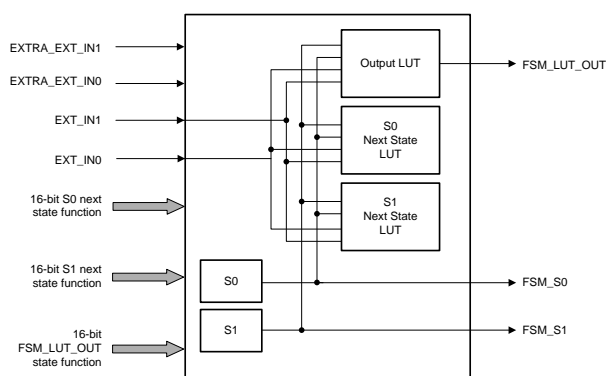 EXTRA_EXT_IN1
EXTRA_EXT_IN0
EXT_IN1
EXT_IN0
16-bit S0 next
state function
16-bit S1 next
state function
16-bit
FSM_LUT_OUT
state function
Output LUT
S0
Next State
LUT
S1
Next State
LUT
S0
S1
FSM_LUT_OUT
FSM_S0
FSM_S1